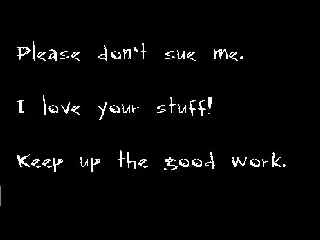 Please don't sue me.
I love your stuff!
Keep up the good work.